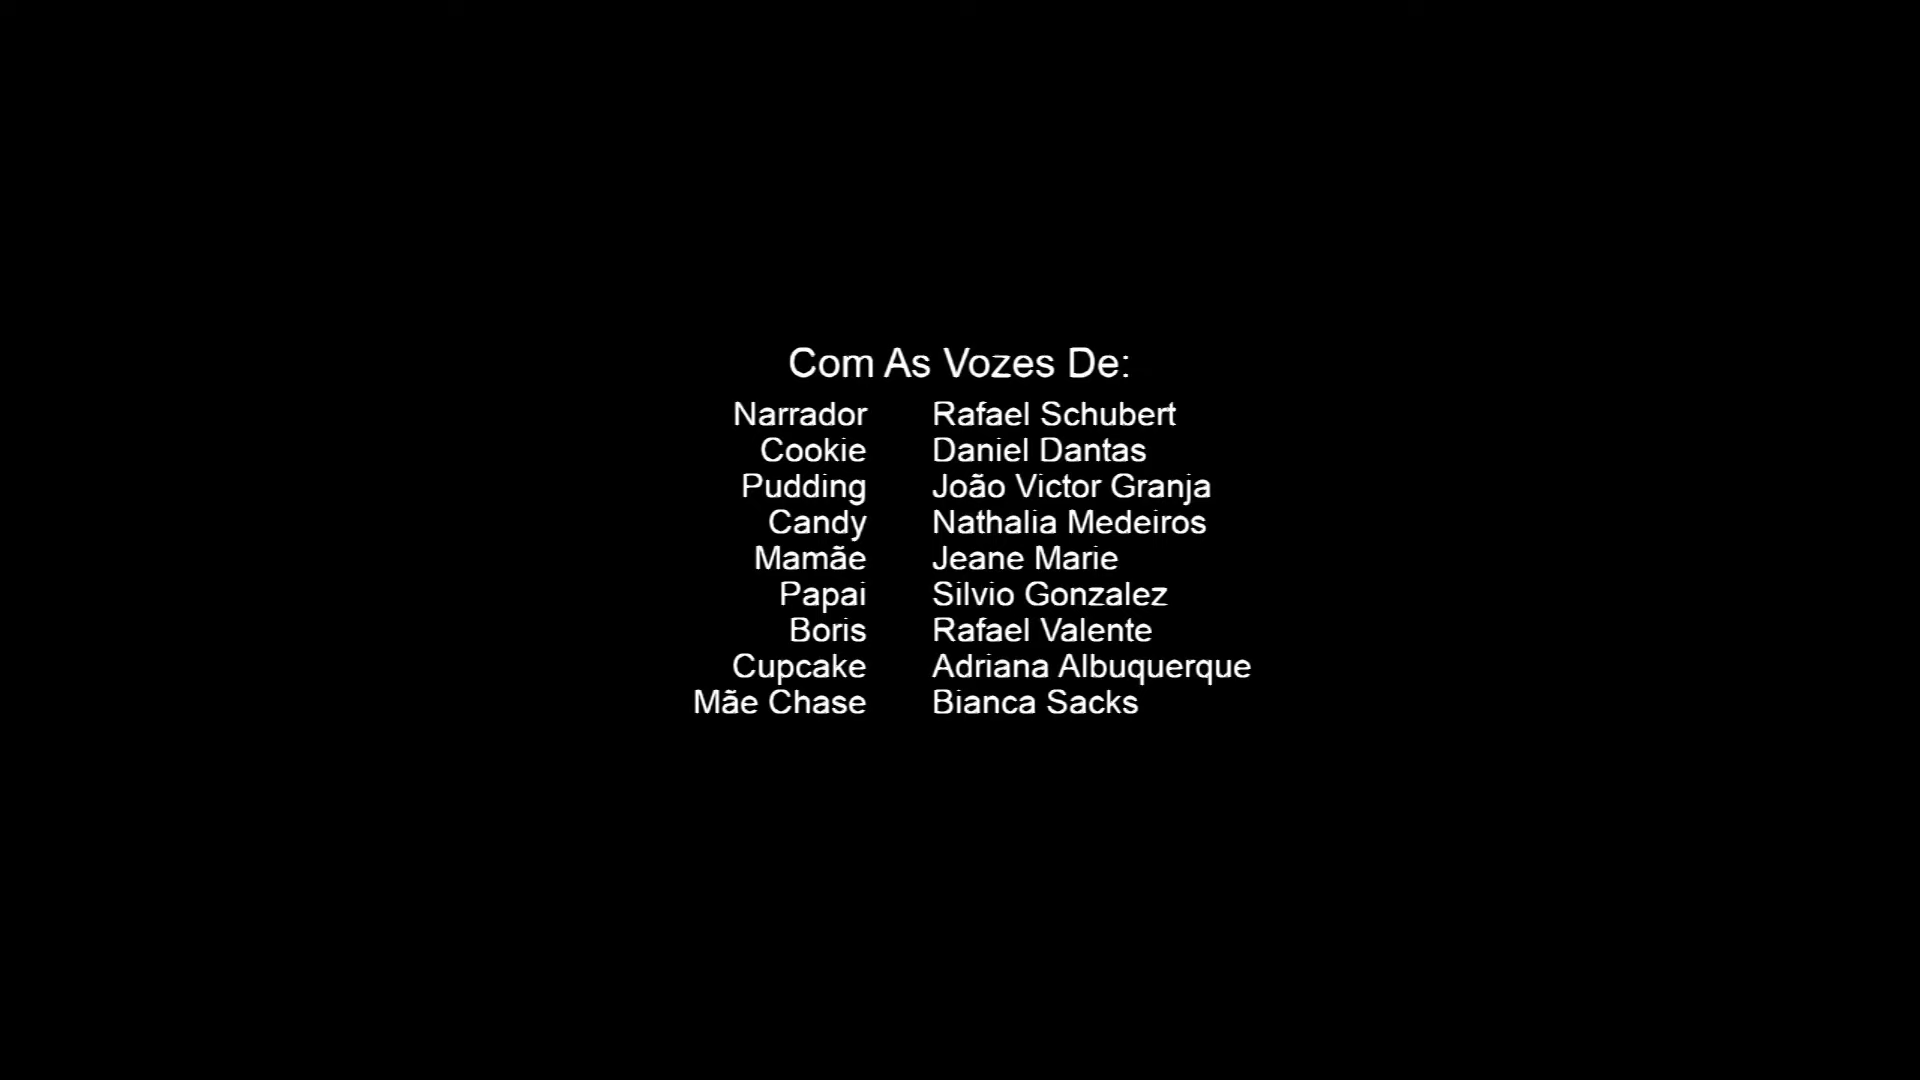 Com As Vozes De:
Narrador Rafael Schubert
Cookie Daniel Dantas
Pudding João Victor Granja
Candy Nathalia Medeiros
Mamãe Jeane Marie
Papai Silvio Gonzalez
Boris Rafael Valente
Cupcake Adriana Albuquerque
Mãe Chase Bianca Sacks